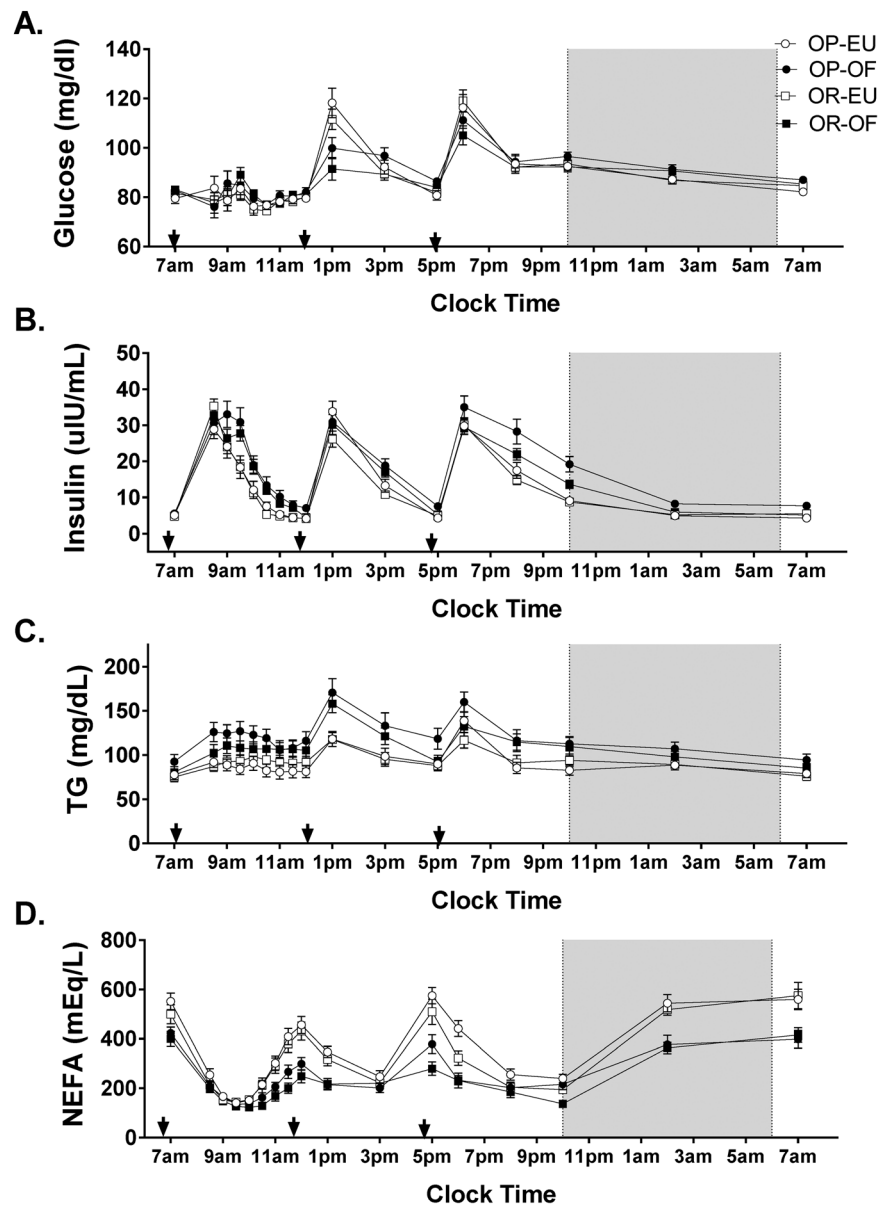 A.
Glucose (mg/dl)
140
120
100
80
60
7am 9am 11am 1pm 3pm 5pm 7pm 9pm 11pm 1am 3am 5am 7am
Clock Time
OP-EU
OP-OF
OR-EU
OR-OF
B.
Insulin (uIU/mL)
50
40
30
20
10
0
7am 9am 11am 1pm 3pm 5pm 7pm 9pm 11pm 1am 3am 5am 7am
Clock Time
C.
TG (mg/dL)
200
150
100
50
0
7am 9am 11am 1pm 3pm 5pm 7pm 9pm 11pm 1am 3am 5am 7am
Clock Time
D.
NEFA (mEq/L)
800
600
400
200
0
7am 9am 11am 1pm 3pm 5pm 7pm 9pm 11pm 1am 3am 5am 7am
Clock Time